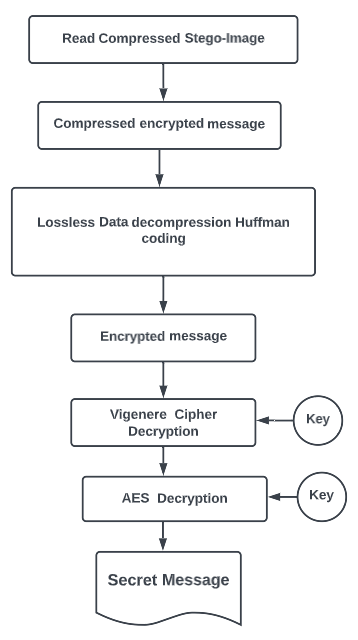 Read Compressed Stego-Image
Compressed encrypted message
Lossless Data decompression Huffman
coding
Encrypted message
Vigenere Cipher
Decryption
Key
AES Decryption
Key
Secret Message